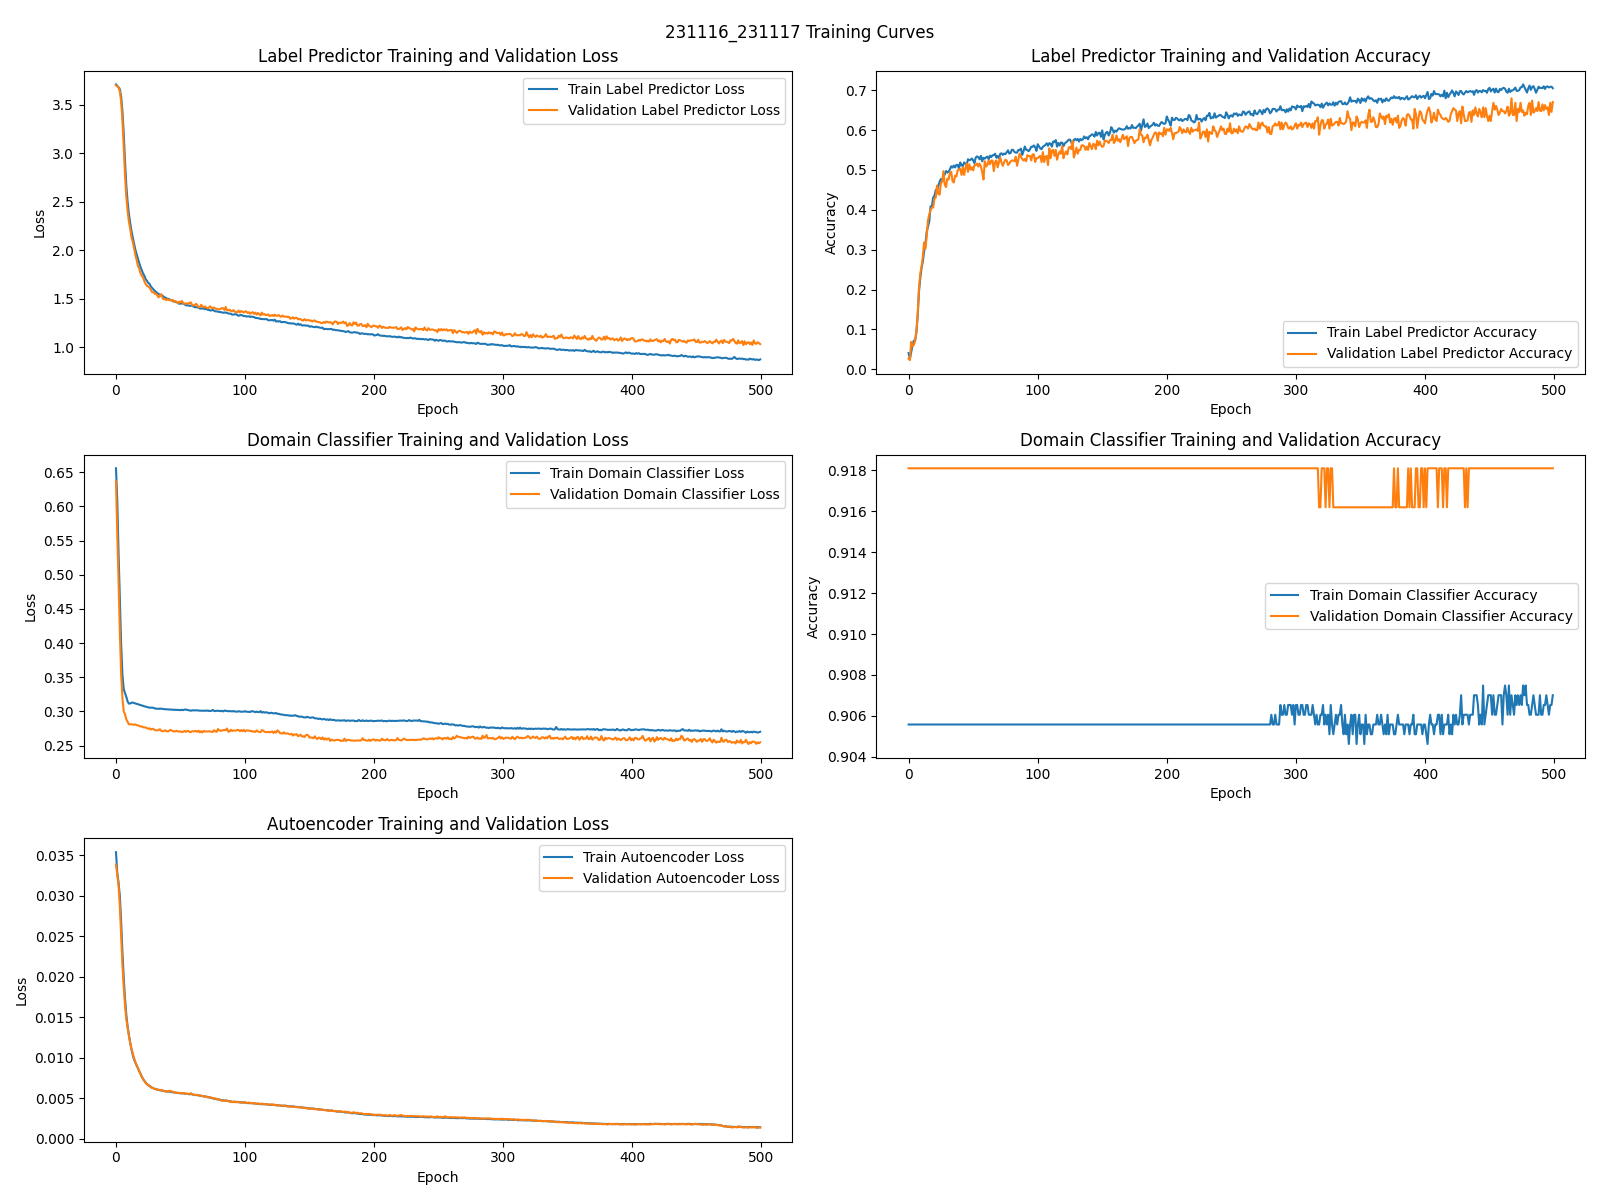 231116_231117 Training Curves
Label Predictor Training and Validation Loss
Train Label Predictor Loss
Validation Label Predictor Loss
3.5
3.0
2.5
2.0
1.5
1.0
Loss
0 100 200 300 400 500
Epoch
Label Predictor Training and Validation Accuracy
0.7
0.6
0.5
0.4
0.3
0.2
0.1
0.0
Accuracy
Train Label Predictor Accuracy
Validation Label Predictor Accuracy
0 100 200 300 400 500
Epoch
Domain Classifier Training and Validation Loss
Train Domain Classifier Loss
Validation Domain Classifier Loss
0.65
0.60
0.55
0.50
0.45
0.40
0.35
0.30
0.25
Loss
0 100 200 300 400 500
Epoch
Domain Classifier Training and Validation Accuracy
0.918
0.916
0.914
0.912
0.910
0.908
0.906
0.904
Accuracy
Train Domain Classifier Accuracy
Validation Domain Classifier Accuracy
0 100 200 300 400 500
Epoch
Autoencoder Training and Validation Loss
Train Autoencoder Loss
Validation Autoencoder Loss
0.035
0.030
0.025
0.020
0.015
0.010
0.005
0.000
Loss
0 100 200 300 400 500
Epoch